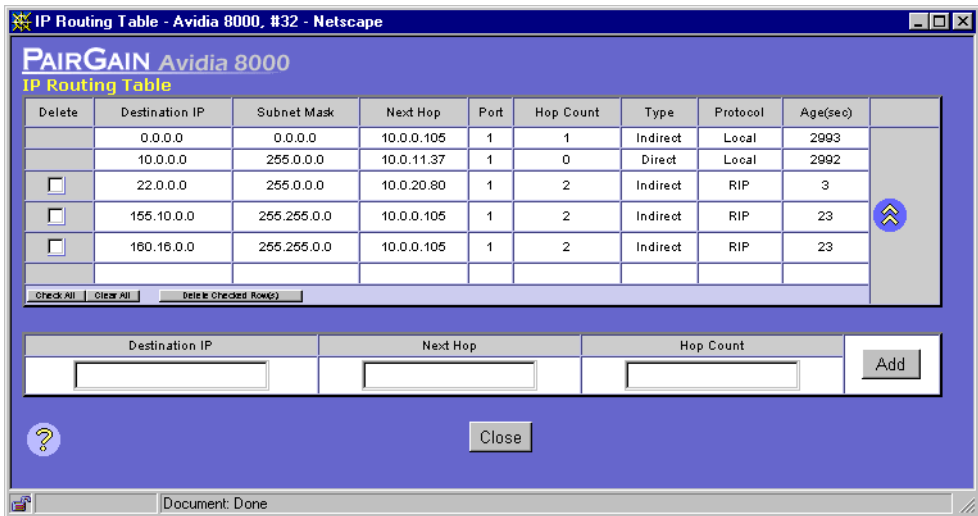 IP Routing Table - Avidia 8000, #32 - Netscape
PAIRGAIN Avidia 8000
IP Routing Table
Delete Destination IP Subnet Mask Next Hop Port Hop Count Type Protocol Age(sec)
0.0.0.0 0.0.0.0 10.0.0.105 1 1 Indirect Local 2993
10.0.0.0 255.0.0.0 10.0.11.37 1 0 Direct Local 2992
22.0.0.0 255.0.0.0 10.0.20.80 1 2 Indirect RIP 3
155.10.0.0 255.255.0.0 10.0.0.105 1 2 Indirect RIP 23
160.16.0.0 255.255.0.0 10.0.0.105 1 2 Indirect RIP 23
Check All Clear All Delete Checked Row(s)
Destination IP Next Hop Hop Count
Add
?
Close
Document: Done